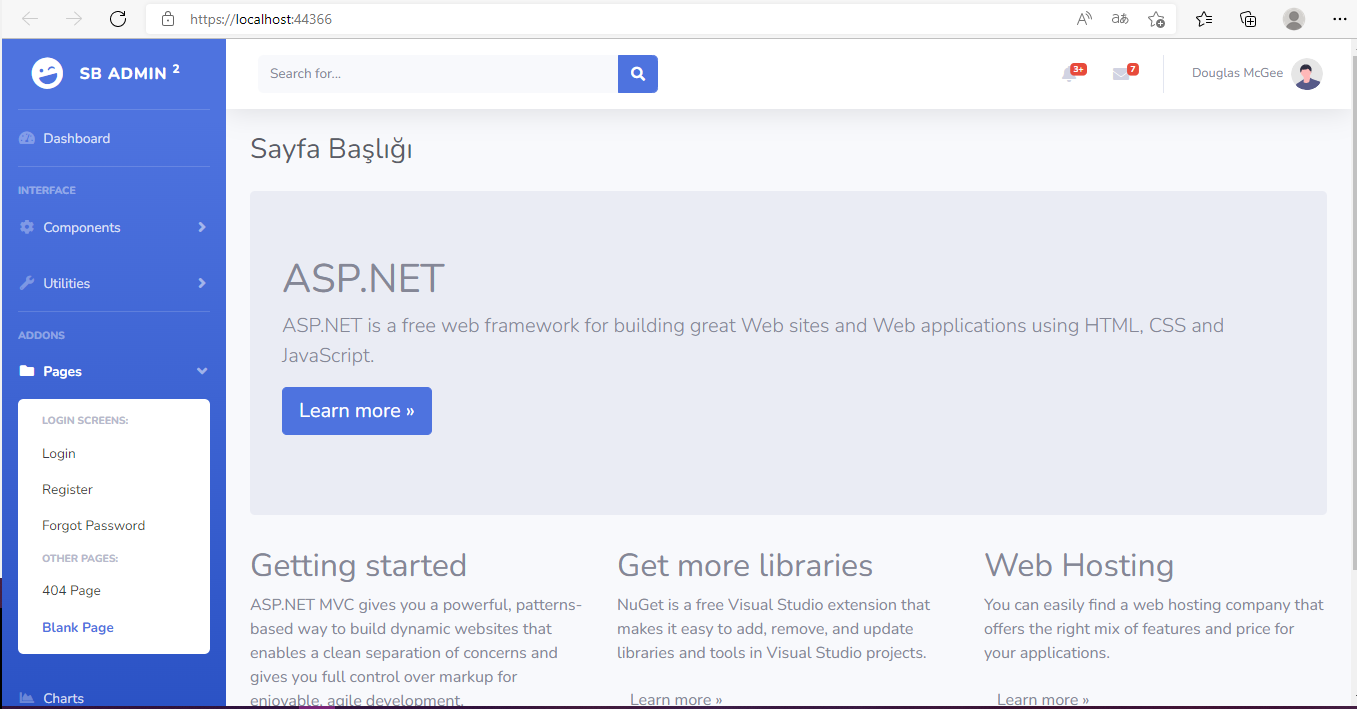 https://localhost:44366
SB ADMIN 2
Search for...
3+
7
Douglas McGee
Dashboard
INTERFACE
Components
Utilities
ADDONS
Pages
LOGIN SCREENS:
Login
Register
Forgot Password
OTHER PAGES:
404 Page
Blank Page
Charts
Sayfa Başlığı
ASP.NET
ASP.NET is a free web framework for building great Web sites and Web applications using HTML, CSS and
JavaScript.
Learn more »
Getting started
ASP.NET MVC gives you a powerful, patterns-
based way to build dynamic websites that
enables a clean separation of concerns and
gives you full control over markup for
enjoyable, agile development.
Get more libraries
NuGet is a free Visual Studio extension that
makes it easy to add, remove, and update
libraries and tools in Visual Studio projects.
Learn more »
Web Hosting
You can easily find a web hosting company that
offers the right mix of features and price for
your applications.
Learn more »